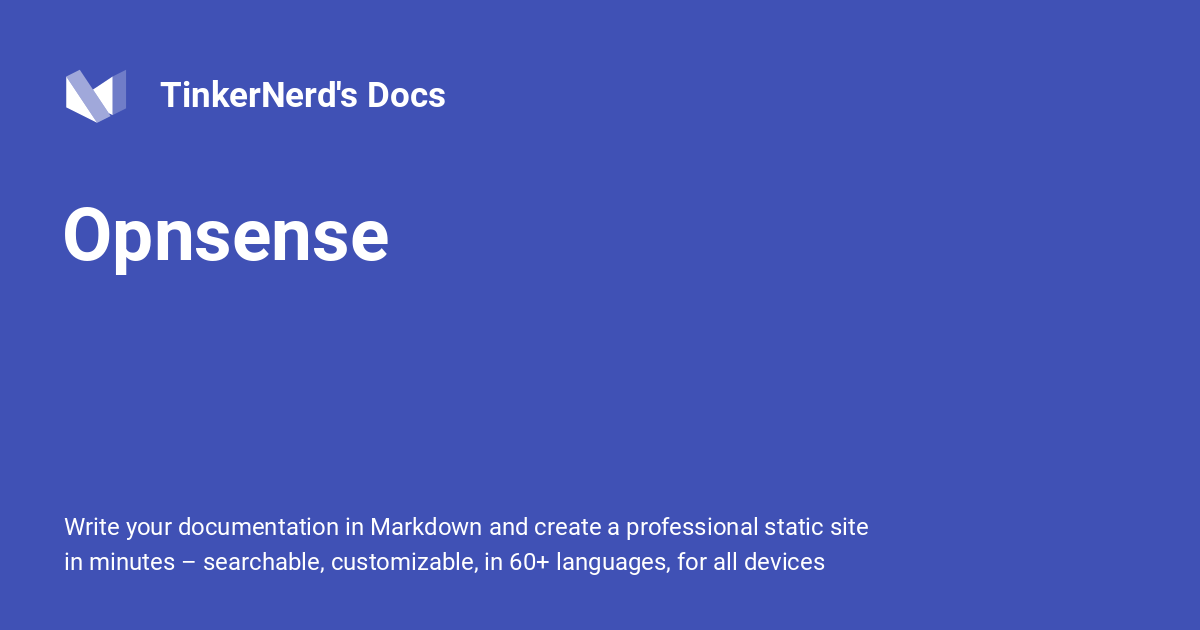 TinkerNerd's Docs
Opnsense
Write your documentation in Markdown and create a professional static site
in minutes – searchable, customizable, in 60+ languages, for all devices